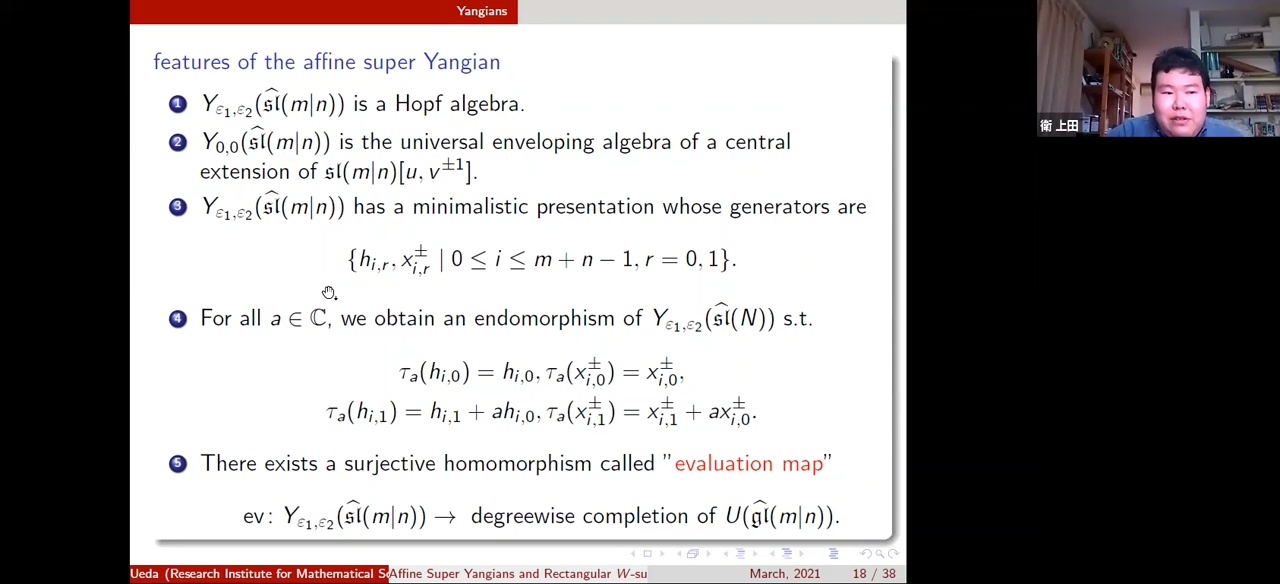 Yangians
features of the affine super Yangian
1 Y_{ε₁,ε₂}(\widehat{𝔰𝔩}(m|n)) is a Hopf algebra.
2 Y_{0,0}(\widehat{𝔰𝔩}(m|n)) is the universal enveloping algebra of a central
extension of 𝔰𝔩(m|n)[u, v^{±1}].
3 Y_{ε₁,ε₂}(\widehat{𝔰𝔩}(m|n)) has a minimalistic presentation whose generators are
{h_{i,r}, x^±_{i,r} | 0 ≤ i ≤ m + n − 1, r = 0, 1}.
4 For all a ∈ ℂ, we obtain an endomorphism of Y_{ε₁,ε₂}(\widehat{𝔰𝔩}(N)) s.t.
τ_a(h_{i,0}) = h_{i,0}, τ_a(x^±_{i,0}) = x^±_{i,0},
τ_a(h_{i,1}) = h_{i,1} + ah_{i,0}, τ_a(x^±_{i,1}) = x^±_{i,1} + ax^±_{i,0}.
5 There exists a surjective homomorphism called "evaluation map"
ev: Y_{ε₁,ε₂}(\widehat{𝔰𝔩}(m|n)) → degreewise completion of U(\widehat{𝔤𝔩}(m|n)).
Ueda (Research Institute for Mathematical S
Affine Super Yangians and Rectangular W-su
March, 2021
18 / 38
衛 上田